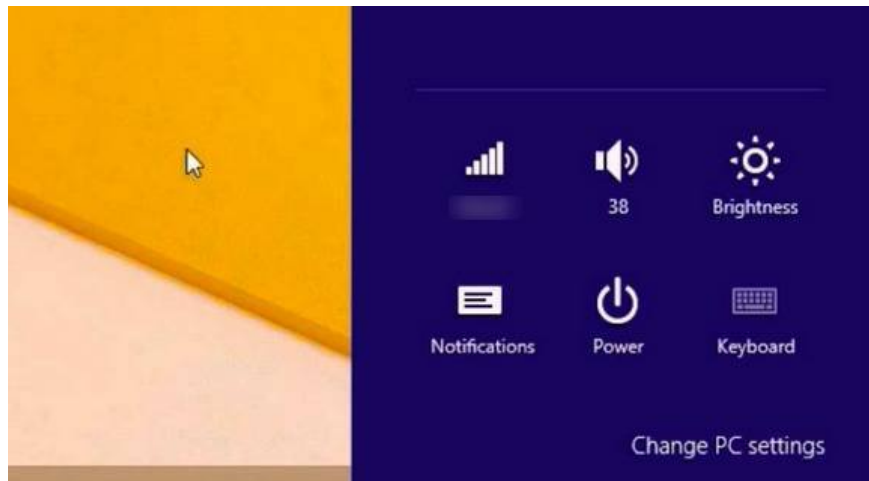 38
Brightness
Notifications
Power
Keyboard
Change PC settings